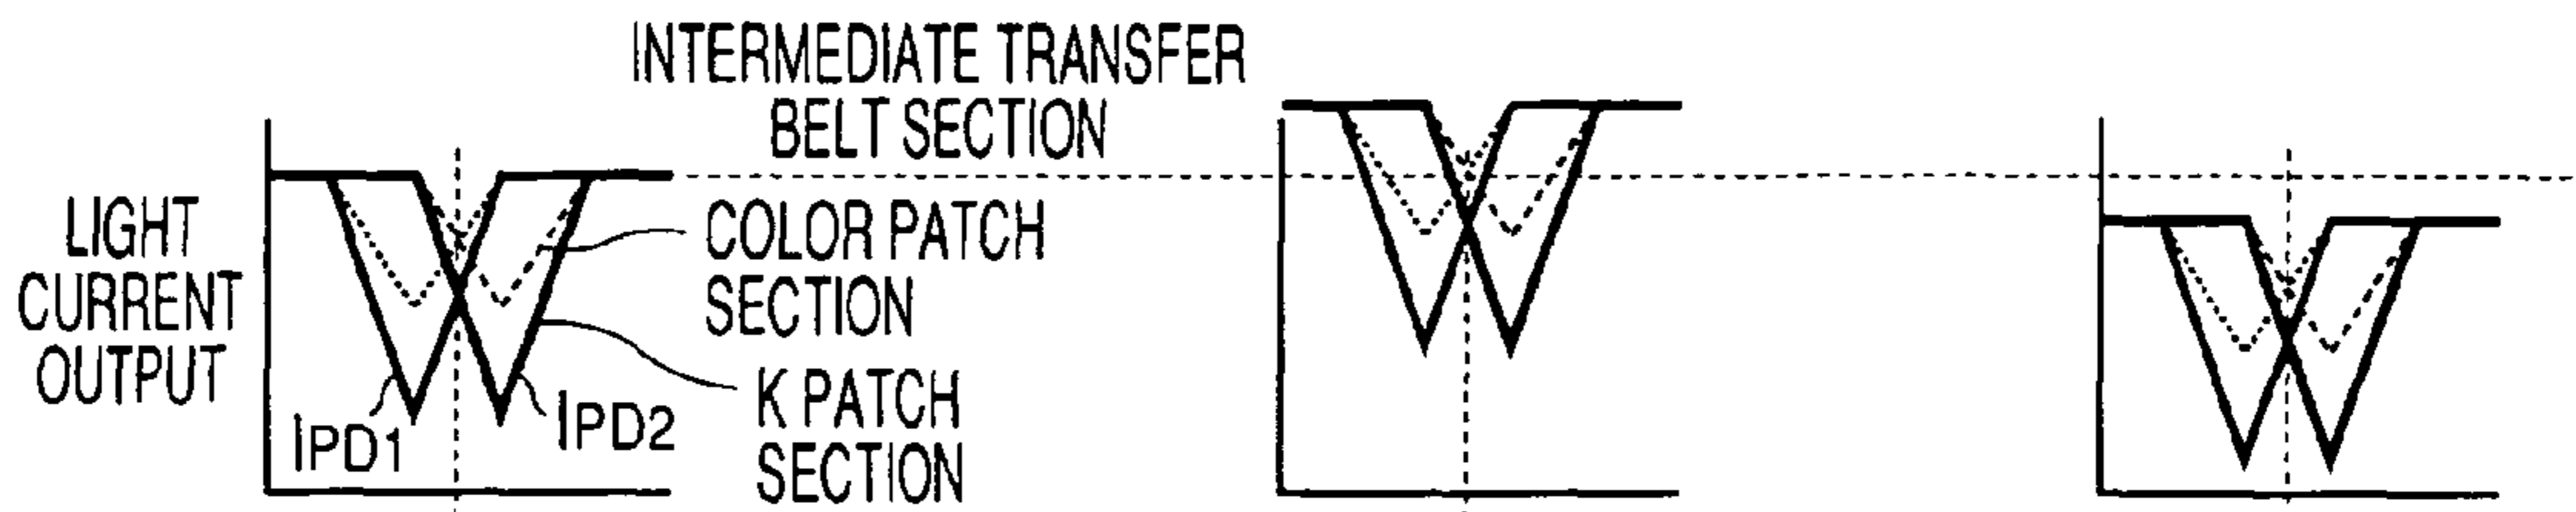 INTERMEDIATE TRANSFER
BELT SECTION
LIGHT
CURRENT
OUTPUT
COLOR PATCH
SECTION
IPD1
IPD2
K PATCH
SECTION